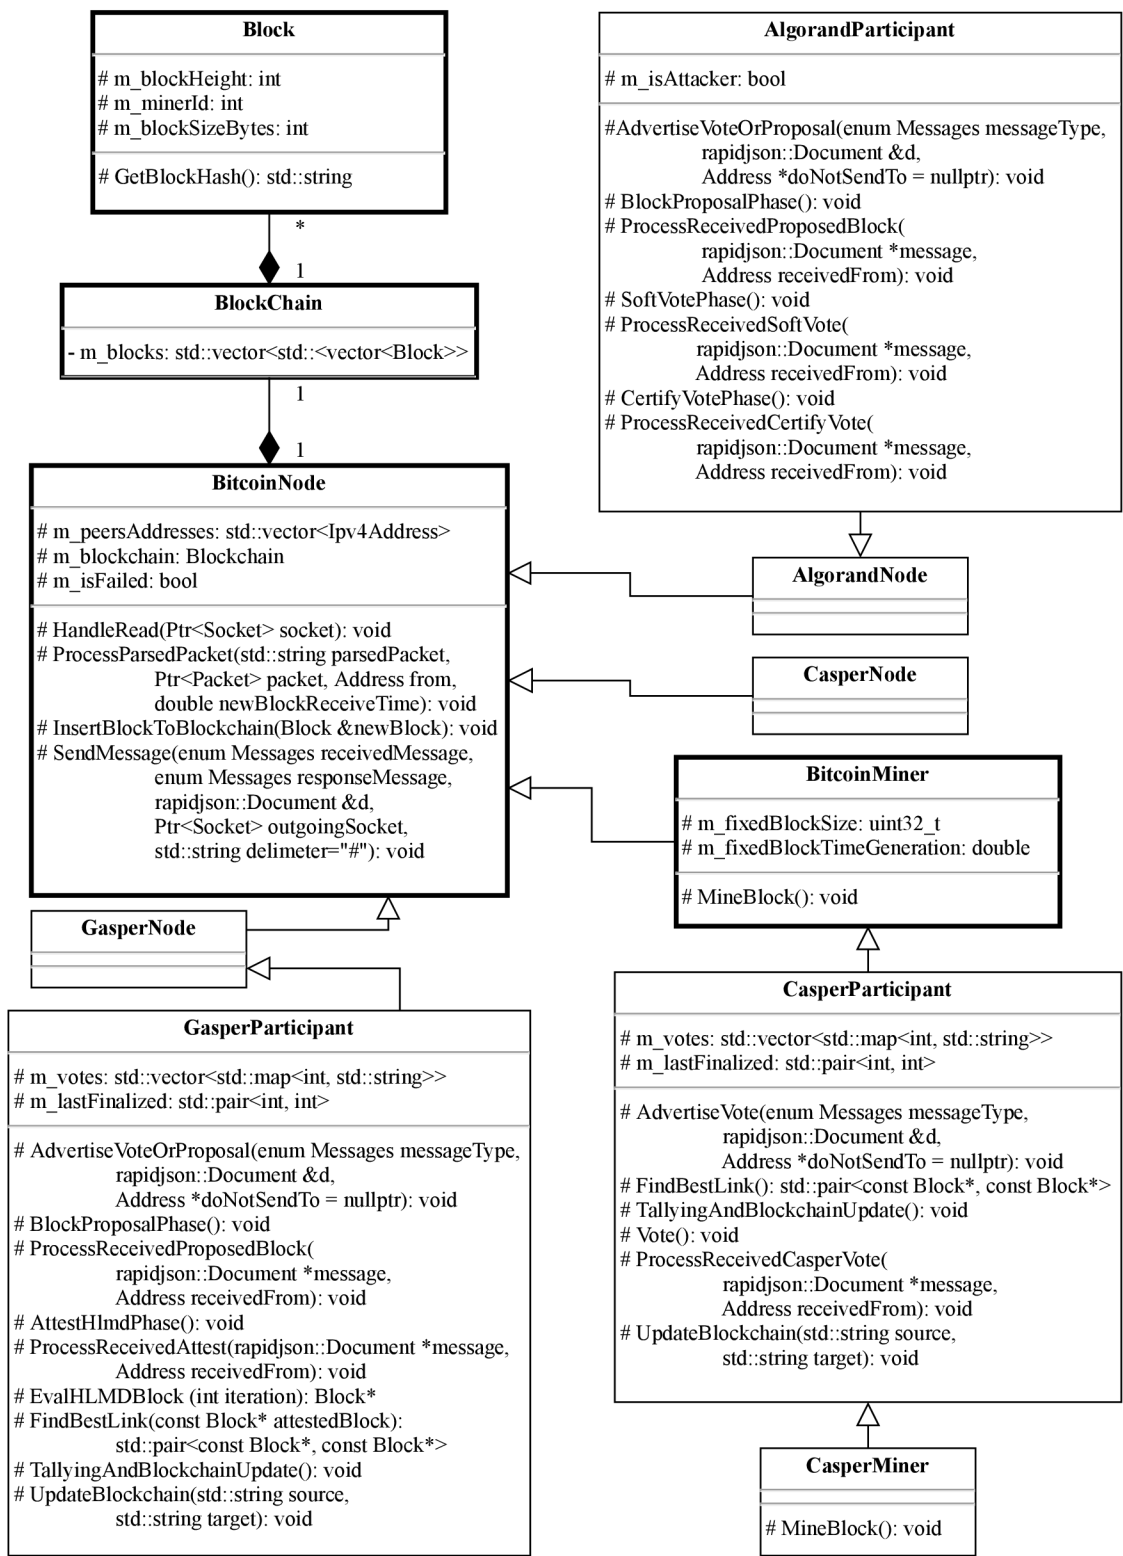 Block
# m_blockHeight: int
# m_minerId: int
# m_blockSizeBytes: int
# GetBlockHash(): std::string
*
1
BlockChain
- m_blocks: std::vector<std::<vector<Block>>
1
1
BitcoinNode
# m_peersAddresses: std::vector<Ipv4Address>
# m_blockchain: Blockchain
# m_isFailed: bool
# HandleRead(Ptr<Socket> socket): void
# ProcessParsedPacket(std::string parsedPacket,
Ptr<Packet> packet, Address from,
double newBlockReceiveTime): void
# InsertBlockToBlockchain(Block &newBlock): void
# SendMessage(enum Messages receivedMessage,
enum Messages responseMessage,
rapidjson::Document &d,
Ptr<Socket> outgoingSocket,
std::string delimeter="#"): void
GasperNode
GasperParticipant
# m_votes: std::vector<std::map<int, std::string>>
# m_lastFinalized: std::pair<int, int>
# AdvertiseVoteOrProposal(enum Messages messageType,
rapidjson::Document &d,
Address *doNotSendTo = nullptr): void
# BlockProposalPhase(): void
# ProcessReceivedProposedBlock(
rapidjson::Document *message,
Address receivedFrom): void
# AttestHlmdPhase(): void
# ProcessReceivedAttest(rapidjson::Document *message,
Address receivedFrom): void
# EvalHLMDBlock (int iteration): Block*
# FindBestLink(const Block* attestedBlock):
std::pair<const Block*, const Block*>
# TallyingAndBlockchainUpdate(): void
# UpdateBlockchain(std::string source,
std::string target): void
AlgorandParticipant
# m_isAttacker: bool
#AdvertiseVoteOrProposal(enum Messages messageType,
rapidjson::Document &d,
Address *doNotSendTo = nullptr): void
# BlockProposalPhase(): void
# ProcessReceivedProposedBlock(
rapidjson::Document *message,
Address receivedFrom): void
# SoftVotePhase(): void
# ProcessReceivedSoftVote(
rapidjson::Document *message,
Address receivedFrom): void
# CertifyVotePhase(): void
# ProcessReceivedCertifyVote(
rapidjson::Document *message,
Address receivedFrom): void
AlgorandNode
CasperNode
BitcoinMiner
# m_fixedBlockSize: uint32_t
# m_fixedBlockTimeGeneration: double
# MineBlock(): void
CasperParticipant
# m_votes: std::vector<std::map<int, std::string>>
# m_lastFinalized: std::pair<int, int>
# AdvertiseVote(enum Messages messageType,
rapidjson::Document &d,
Address *doNotSendTo = nullptr): void
# FindBestLink(): std::pair<const Block*, const Block*>
# TallyingAndBlockchainUpdate(): void
# Vote(): void
# ProcessReceivedCasperVote(
rapidjson::Document *message,
Address receivedFrom): void
# UpdateBlockchain(std::string source,
std::string target): void
CasperMiner
# MineBlock(): void